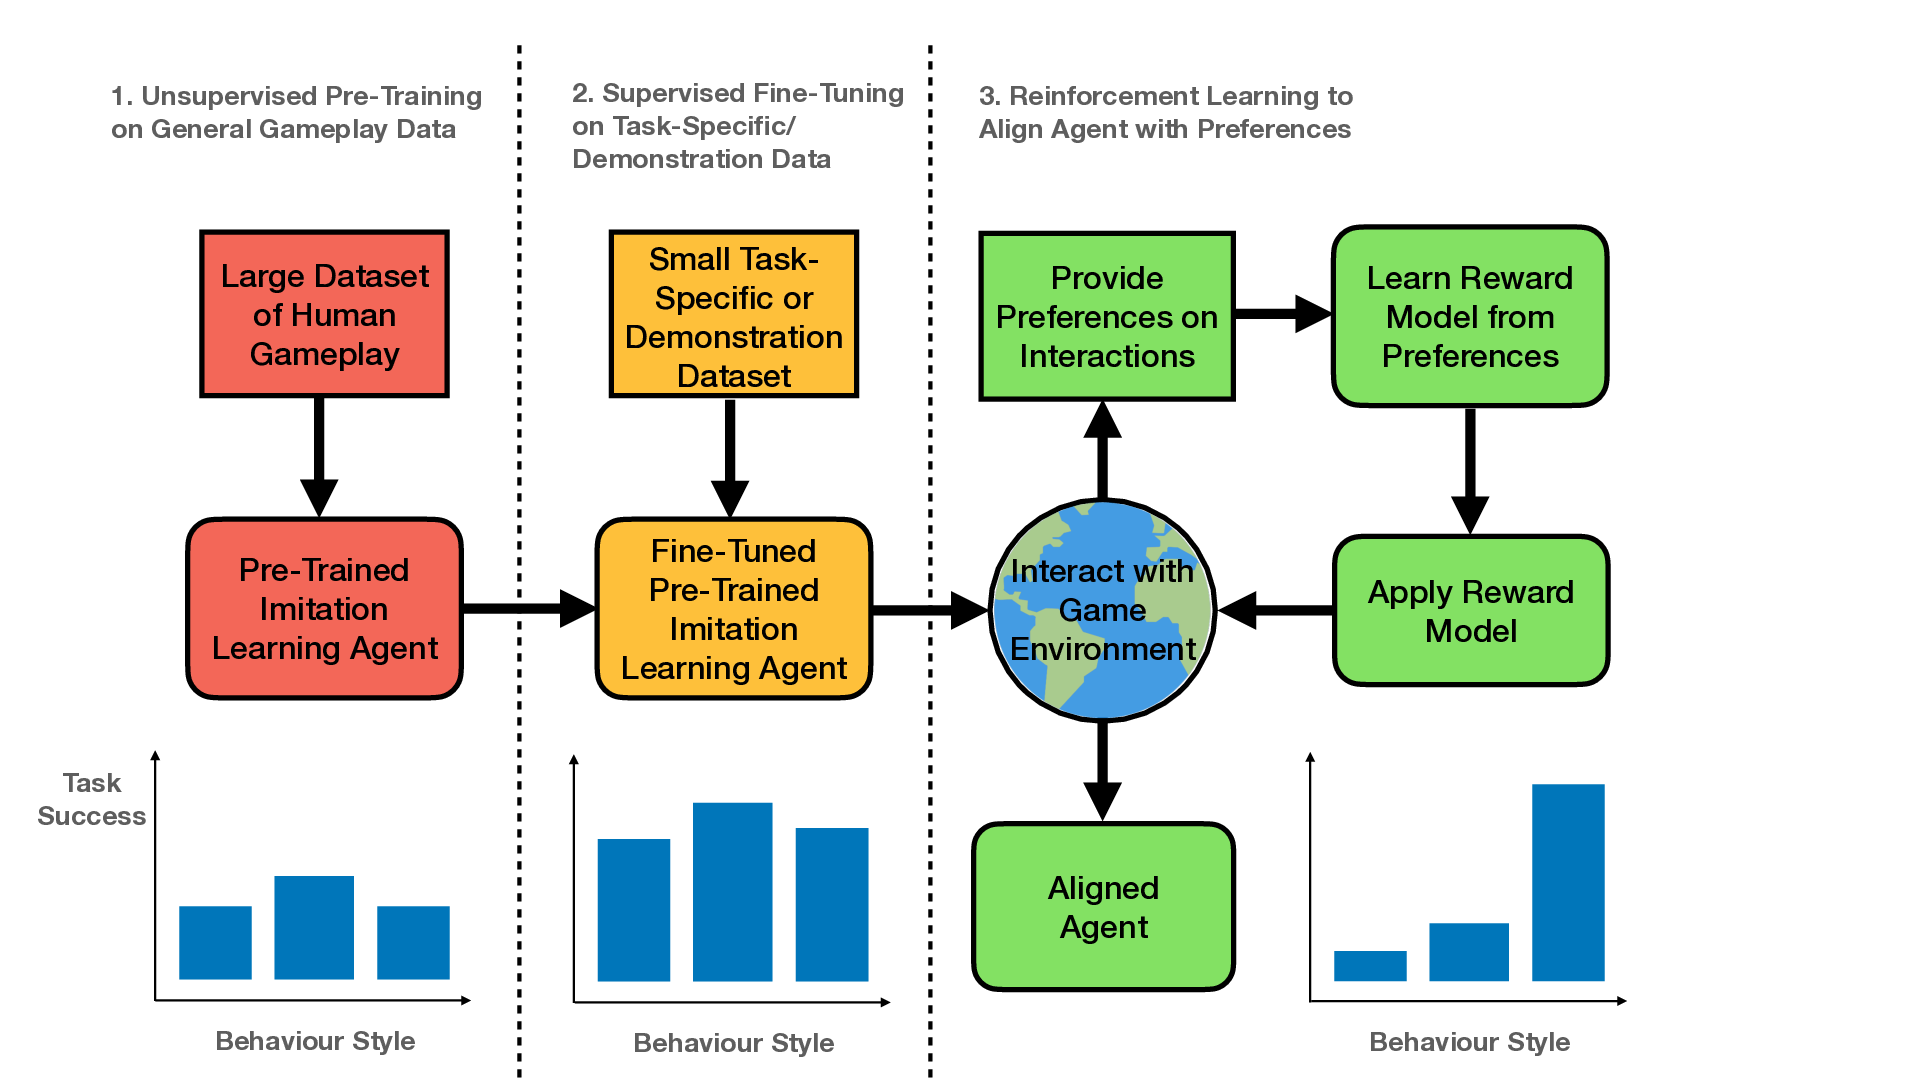 1. Unsupervised Pre-Training
on General Gameplay Data
2. Supervised Fine-Tuning
on Task-Specific/
Demonstration Data
3. Reinforcement Learning to
Align Agent with Preferences
Large Dataset
of Human
Gameplay
Small Task-
Specific or
Demonstration
Dataset
Provide
Preferences on
Interactions
Learn Reward
Model from
Preferences
Pre-Trained
Imitation
Learning Agent
Fine-Tuned
Pre-Trained
Imitation
Learning Agent
Interact with
Game
Environment
Apply Reward
Model
Task
Success
Aligned
Agent
Behaviour Style
Behaviour Style
Behaviour Style